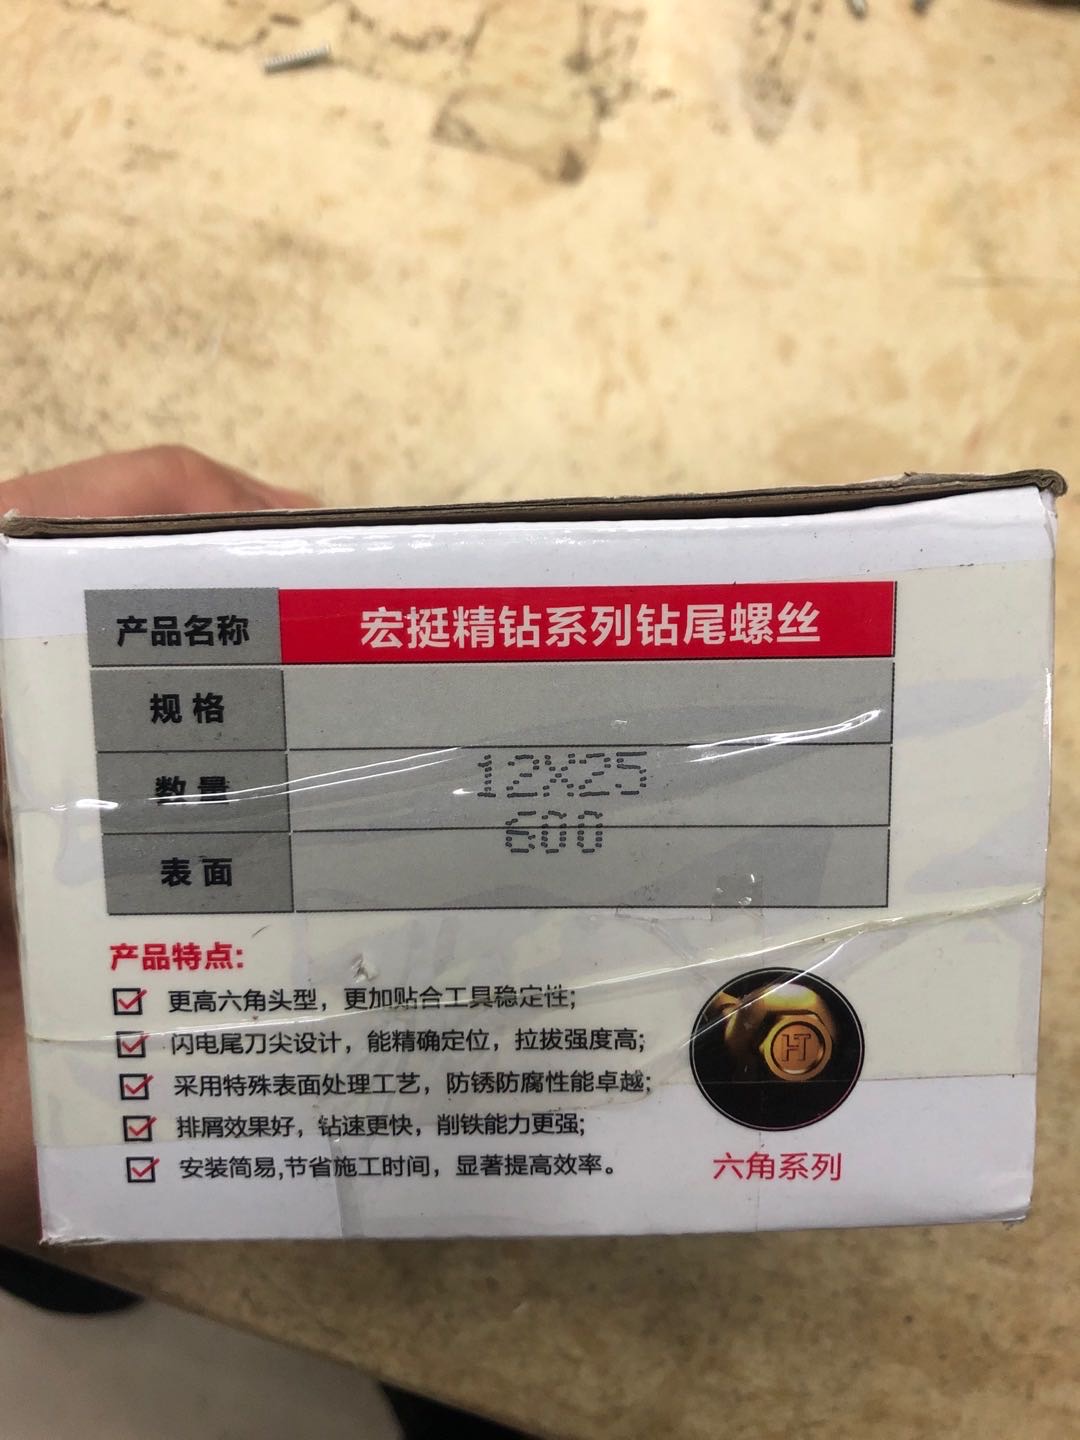 产品名称 宏挺精钻系列钻尾螺丝
规格
数量 12X25
600
表面
产品特点:
更高六角头型，更加贴合工具稳定性;
闪电尾刀尖设计，能精确定位，拉拔强度高;
采用特殊表面处理工艺，防锈防腐性能卓越;
排屑效果好，钻速更快，削铁能力更强;
安装简易,节省施工时间，显著提高效率。
HT
六角系列